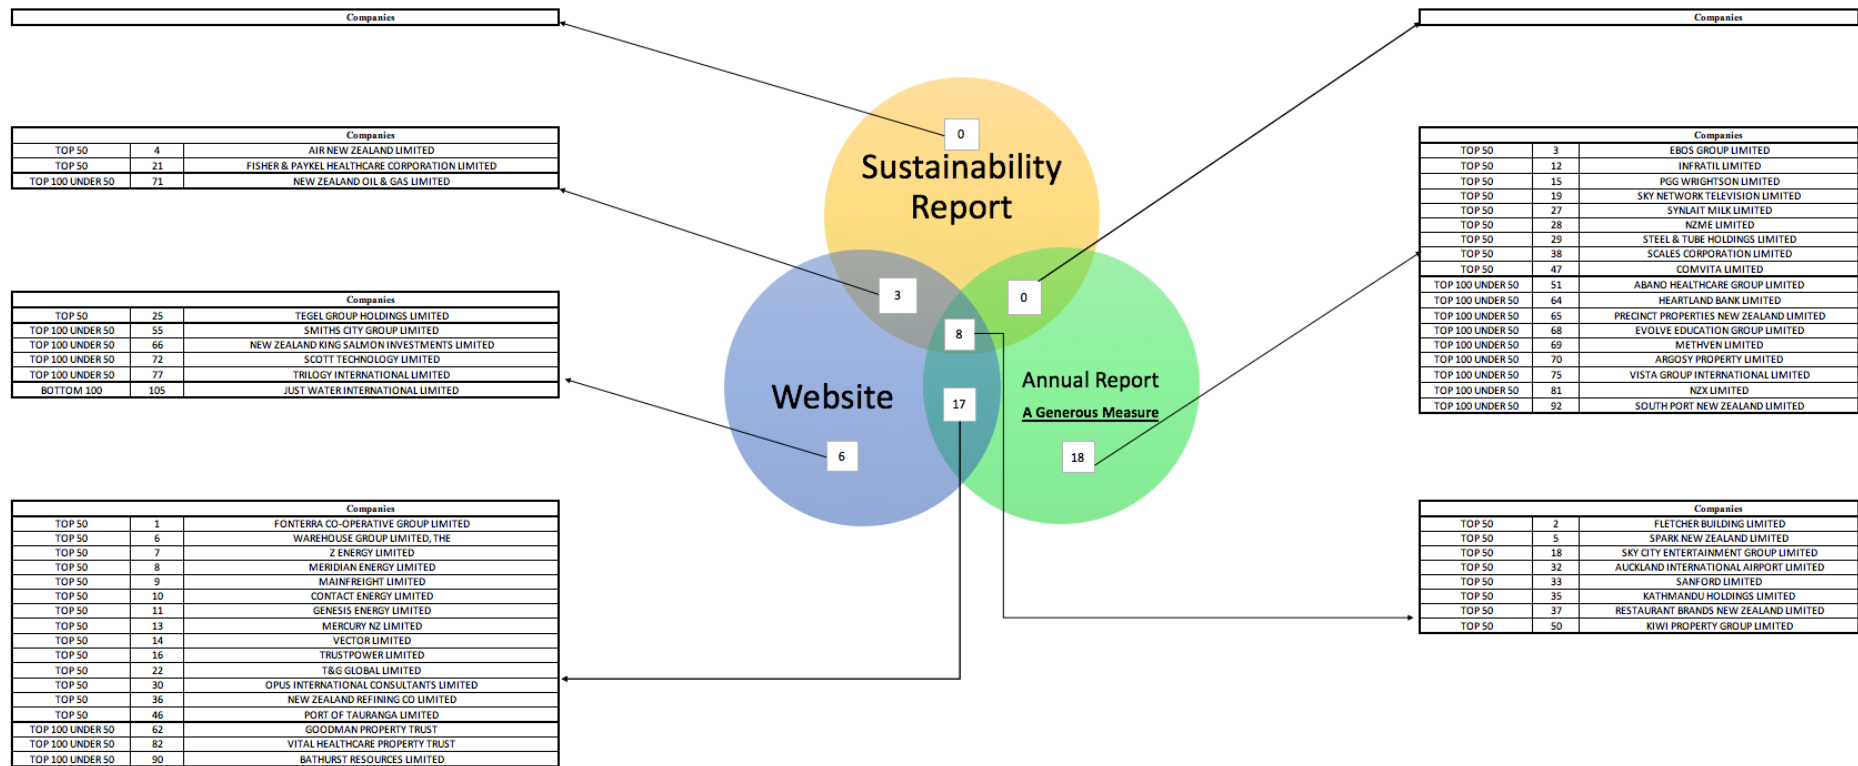 Companies
Companies
TOP 50 4 AIR NEW ZEALAND LIMITED
TOP 50 21 FISHER & PAYKEL HEALTHCARE CORPORATION LIMITED
TOP 100 UNDER 50 71 NEW ZEALAND OIL & GAS LIMITED
Companies
TOP 50 25 TEGEL GROUP HOLDINGS LIMITED
TOP 100 UNDER 50 55 SMITHS CITY GROUP LIMITED
TOP 100 UNDER 50 66 NEW ZEALAND KING SALMON INVESTMENTS LIMITED
TOP 100 UNDER 50 72 SCOTT TECHNOLOGY LIMITED
TOP 100 UNDER 50 77 TRILOGY INTERNATIONAL LIMITED
BOTTOM 100 105 JUST WATER INTERNATIONAL LIMITED
Companies
TOP 50 1 FONTERRA CO-OPERATIVE GROUP LIMITED
TOP 50 6 WAREHOUSE GROUP LIMITED, THE
TOP 50 7 Z ENERGY LIMITED
TOP 50 8 MERIDIAN ENERGY LIMITED
TOP 50 9 MAINFREIGHT LIMITED
TOP 50 10 CONTACT ENERGY LIMITED
TOP 50 11 GENESIS ENERGY LIMITED
TOP 50 13 MERCURY NZ LIMITED
TOP 50 14 VECTOR LIMITED
TOP 50 16 TRUSTPOWER LIMITED
TOP 50 22 T&G GLOBAL LIMITED
TOP 50 30 OPUS INTERNATIONAL CONSULTANTS LIMITED
TOP 50 36 NEW ZEALAND REFINING CO LIMITED
TOP 50 46 PORT OF TAURANGA LIMITED
TOP 100 UNDER 50 62 GOODMAN PROPERTY TRUST
TOP 100 UNDER 50 82 VITAL HEALTHCARE PROPERTY TRUST
TOP 100 UNDER 50 90 BATHURST RESOURCES LIMITED
0
Sustainability
Report
3
0
8
Website
Annual Report
A Generous Measure
17
6
18
Companies
Companies
TOP 50 3 EBOS GROUP LIMITED
TOP 50 12 INFRATIL LIMITED
TOP 50 15 PGG WRIGHTSON LIMITED
TOP 50 19 SKY NETWORK TELEVISION LIMITED
TOP 50 27 SYNLAIT MILK LIMITED
TOP 50 28 NZME LIMITED
TOP 50 29 STEEL & TUBE HOLDINGS LIMITED
TOP 50 38 SCALES CORPORATION LIMITED
TOP 50 47 COMVITA LIMITED
TOP 100 UNDER 50 51 ABANO HEALTHCARE GROUP LIMITED
TOP 100 UNDER 50 64 HEARTLAND BANK LIMITED
TOP 100 UNDER 50 65 PRECINCT PROPERTIES NEW ZEALAND LIMITED
TOP 100 UNDER 50 68 EVOLVE EDUCATION GROUP LIMITED
TOP 100 UNDER 50 69 METHVEN LIMITED
TOP 100 UNDER 50 70 ARGOSY PROPERTY LIMITED
TOP 100 UNDER 50 75 VISTA GROUP INTERNATIONAL LIMITED
TOP 100 UNDER 50 81 NZX LIMITED
TOP 100 UNDER 50 92 SOUTH PORT NEW ZEALAND LIMITED
Companies
TOP 50 2 FLETCHER BUILDING LIMITED
TOP 50 5 SPARK NEW ZEALAND LIMITED
TOP 50 18 SKY CITY ENTERTAINMENT GROUP LIMITED
TOP 50 32 AUCKLAND INTERNATIONAL AIRPORT LIMITED
TOP 50 33 SANFORD LIMITED
TOP 50 35 KATHMANDU HOLDINGS LIMITED
TOP 50 37 RESTAURANT BRANDS NEW ZEALAND LIMITED
TOP 50 50 KIWI PROPERTY GROUP LIMITED